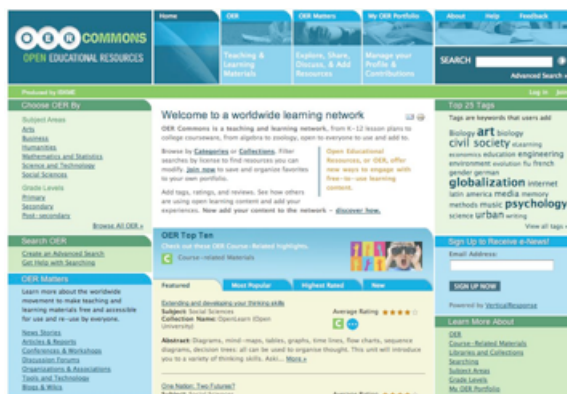 Home
OER
OER Matters
My OER Portfolio
About Help Feedback
OER COMMONS
OPEN EDUCATIONAL RESOURCES
Teaching &
Learning
Materials
Explore, Share,
Discuss, & Add
Resources
Manage your
Profile &
Contributions
SEARCH
Advanced Search »
Produced by ISKME
Log in Join
Choose OER By
Subject Areas
Arts
Business
Humanities
Mathematics and Statistics
Science and Technology
Social Sciences
Grade Levels
Primary
Secondary
Post-secondary
Browse All OER »
Search OER
Create an Advanced Search
Get Help with Searching
OER Matters
Learn more about the worldwide
movement to make teaching and
learning materials free and accessible
for use and re-use by everyone.
News Stories
Articles & Reports
Conferences & Workshops
Discussion Forums
Organizations & Associations
Tools and Technology
Blogs & Wikis
Welcome to a worldwide learning network
OER Commons is a teaching and learning network, from K-12 lesson plans to
college courseware, from algebra to zoology, open to everyone to use and add to.
Browse by Categories or Collections. Filter
searches by license to find resources you can
modify. Join now to save and organize favorites
to your own portfolio.
Add tags, ratings, and reviews. See how others
are using open learning content and add your
experiences. Now add your content to the network – discover how.
Open Educational
Resources, or OER, offer
new ways to engage with
free-to-use learning
content.
OER Top Ten
Check out these OER Course-Related highlights.
C Course-related Materials
Featured
Most Popular
Highest Rated
New
Extending and developing your thinking skills
Subject: Social Sciences
Collection Name: OpenLearn (Open
University)
Average Rating
C
Abstract: Diagrams, mind-maps, tables, graphs, time lines, flow charts, sequence
diagrams, decision trees: all can be used to organise thought. This unit will introduce
you to a variety of thinking skills. Aski... More »
One Nation: Two Futures?
Top 25 Tags
Tags are keywords that users add
Biology art biology
civil society eLearning
economics education engineering
environment evolution flu french
gender german
globalization internet
latin america media memory
methods music psychology
science urban writing
View all tags »
Sign Up to Receive e-News!
Email Address:
SIGN UP NOW
Powered by VerticalResponse
Learn More About
OER
Course-Related Materials
Libraries and Collections
Searching
Subject Areas
Grade Levels
My OER Portfolio